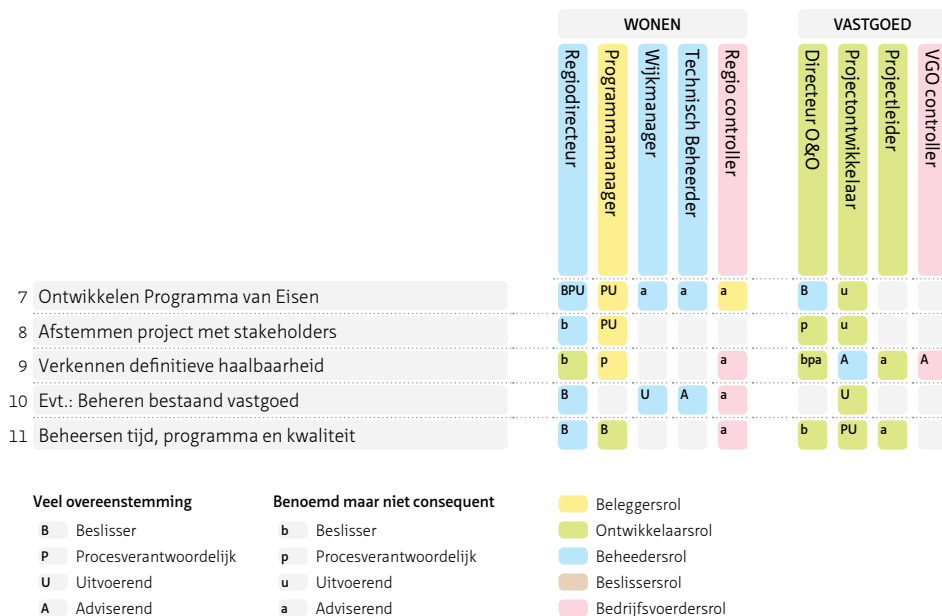 WONEN VASTGOED
Regiodirecteur Programmamanager Wijkmanager Technisch Beheerder Regio controller Directeur O&O Projectontwikkelaar Projectleider VGO controller
7 Ontwikkelen Programma van Eisen BPU PU a a a B u
8 Afstemmen project met stakeholders b PU p u
9 Verkennen definitieve haalbaarheid b p a bpa A a A
10 Evt.: Beheren bestaand vastgoed B U A a U
11 Beheersen tijd, programma en kwaliteit B B a b PU a
Veel overeenstemming Benoemd maar niet consequent Beleggersrol
B Beslisser b Beslisser Ontwikkelaarsrol
P Procesverantwoordelijk p Procesverantwoordelijk Beheedersrol
U Uitvoerend u Uitvoerend Beslissersrol
A Adviserend a Adviserend Bedrijfsvoerdersrol